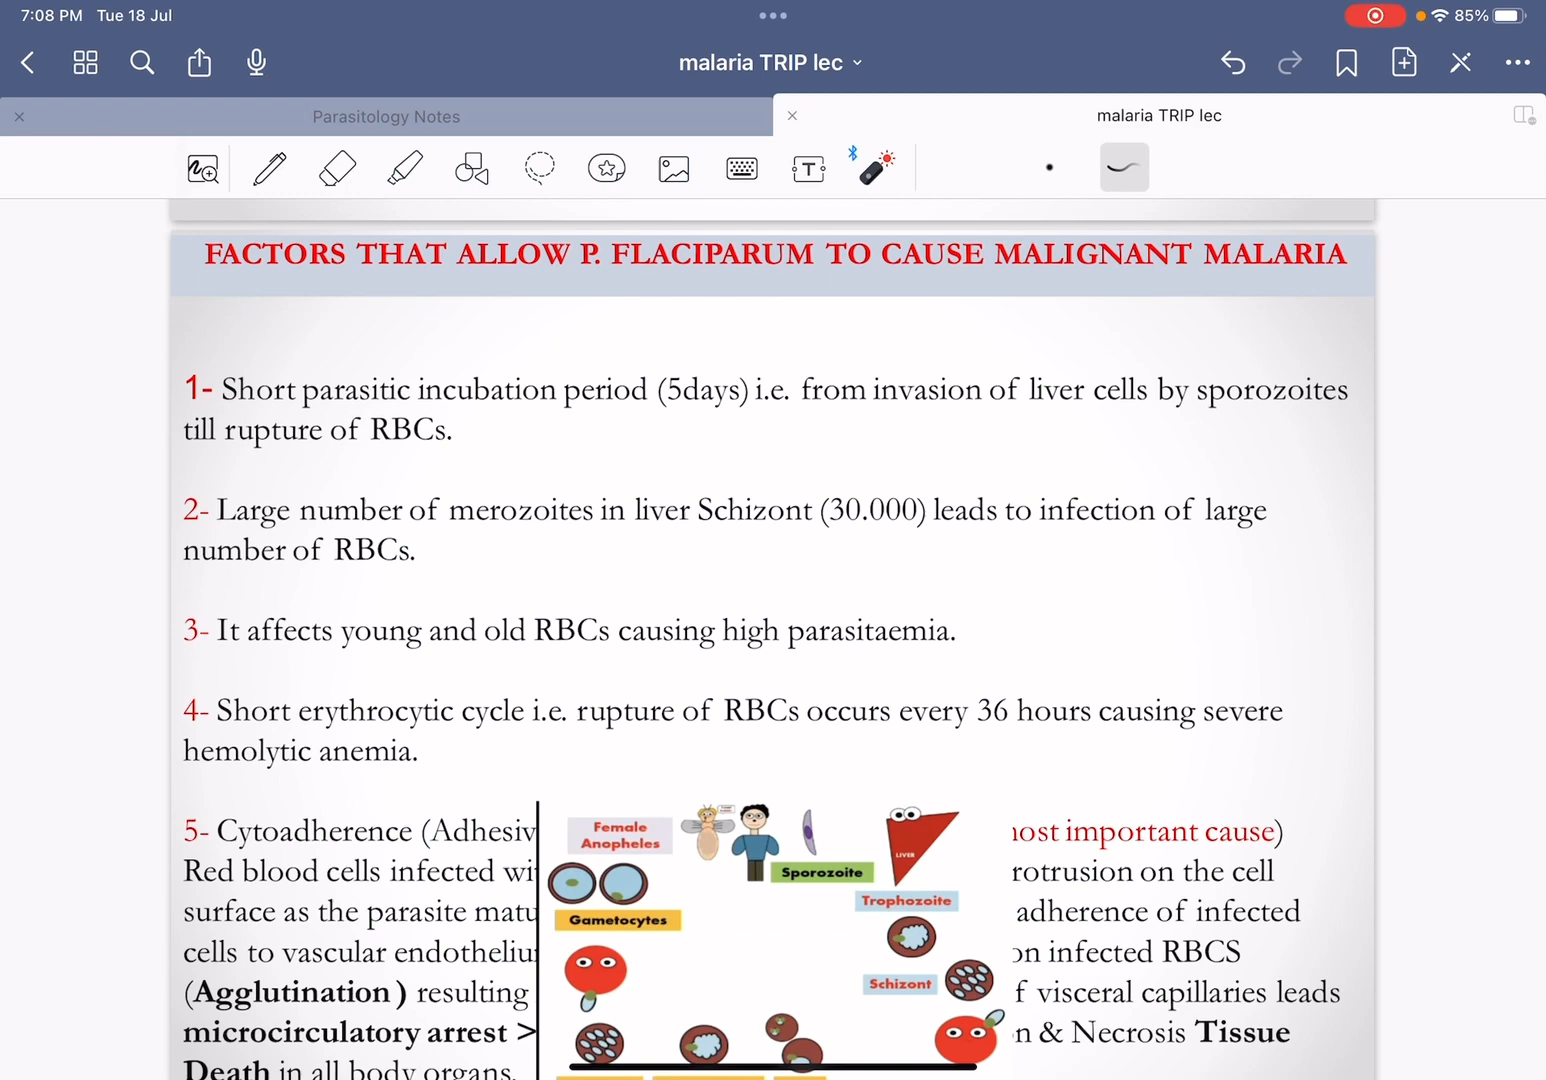 7:08 PM Tue 18 Jul
85%
malaria TRIP lec
Parasitology Notes
malaria TRIP lec
FACTORS THAT ALLOW P. FLACIPARUM TO CAUSE MALIGNANT MALARIA
1- Short parasitic incubation period (5days) i.e. from invasion of liver cells by sporozoites
till rupture of RBCs.
2- Large number of merozoites in liver Schizont (30.000) leads to infection of large
number of RBCs.
3- It affects young and old RBCs causing high parasitaemia.
4- Short erythrocytic cycle i.e. rupture of RBCs occurs every 36 hours causing severe
hemolytic anemia.
5- Cytoadherence (Adhesiv
ost important cause)
Red blood cells infected wi
rotrusion on the cell
surface as the parasite matu
adherence of infected
cells to vascular endotheliu
on infected RBCS
(Agglutination ) resulting
f visceral capillaries leads
microcirculatory arrest >
n & Necrosis Tissue
Death in all body organs.
Female
Anopheles
LIVER
Sporozoite
Trophozoite
Gametocytes
Schizont